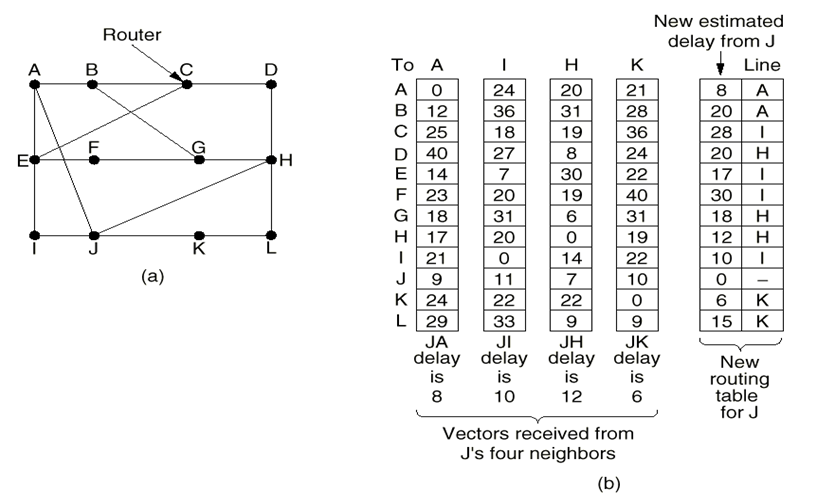 Router
A B C D
E F G H
I J K L
(a)
New estimated
delay from J
To A I H K Line
A 0 24 20 21 8 A
B 12 36 31 28 20 A
C 25 18 19 36 28 I
D 40 27 8 24 20 H
E 14 7 30 22 17 I
F 23 20 19 40 30 I
G 18 31 6 31 18 H
H 17 20 0 19 12 H
I 21 0 14 22 10 I
J 9 11 7 10 0 –
K 24 22 22 0 6 K
L 29 33 9 9 15 K
JA JI JH JK
delay delay delay delay
is is is is
8 10 12 6
New
routing
table
for J
Vectors received from
J's four neighbors
(b)